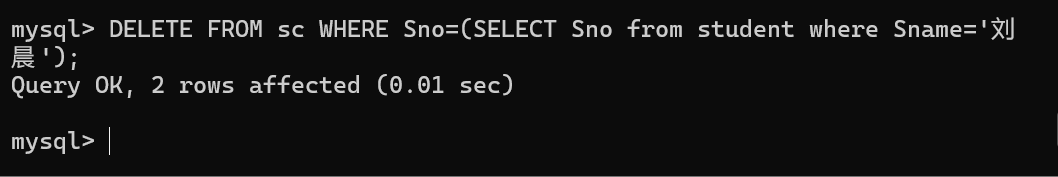 mysql> DELETE FROM sc WHERE Sno=(SELECT Sno from student where Sname='刘
晨');
Query OK, 2 rows affected (0.01 sec)
mysql>